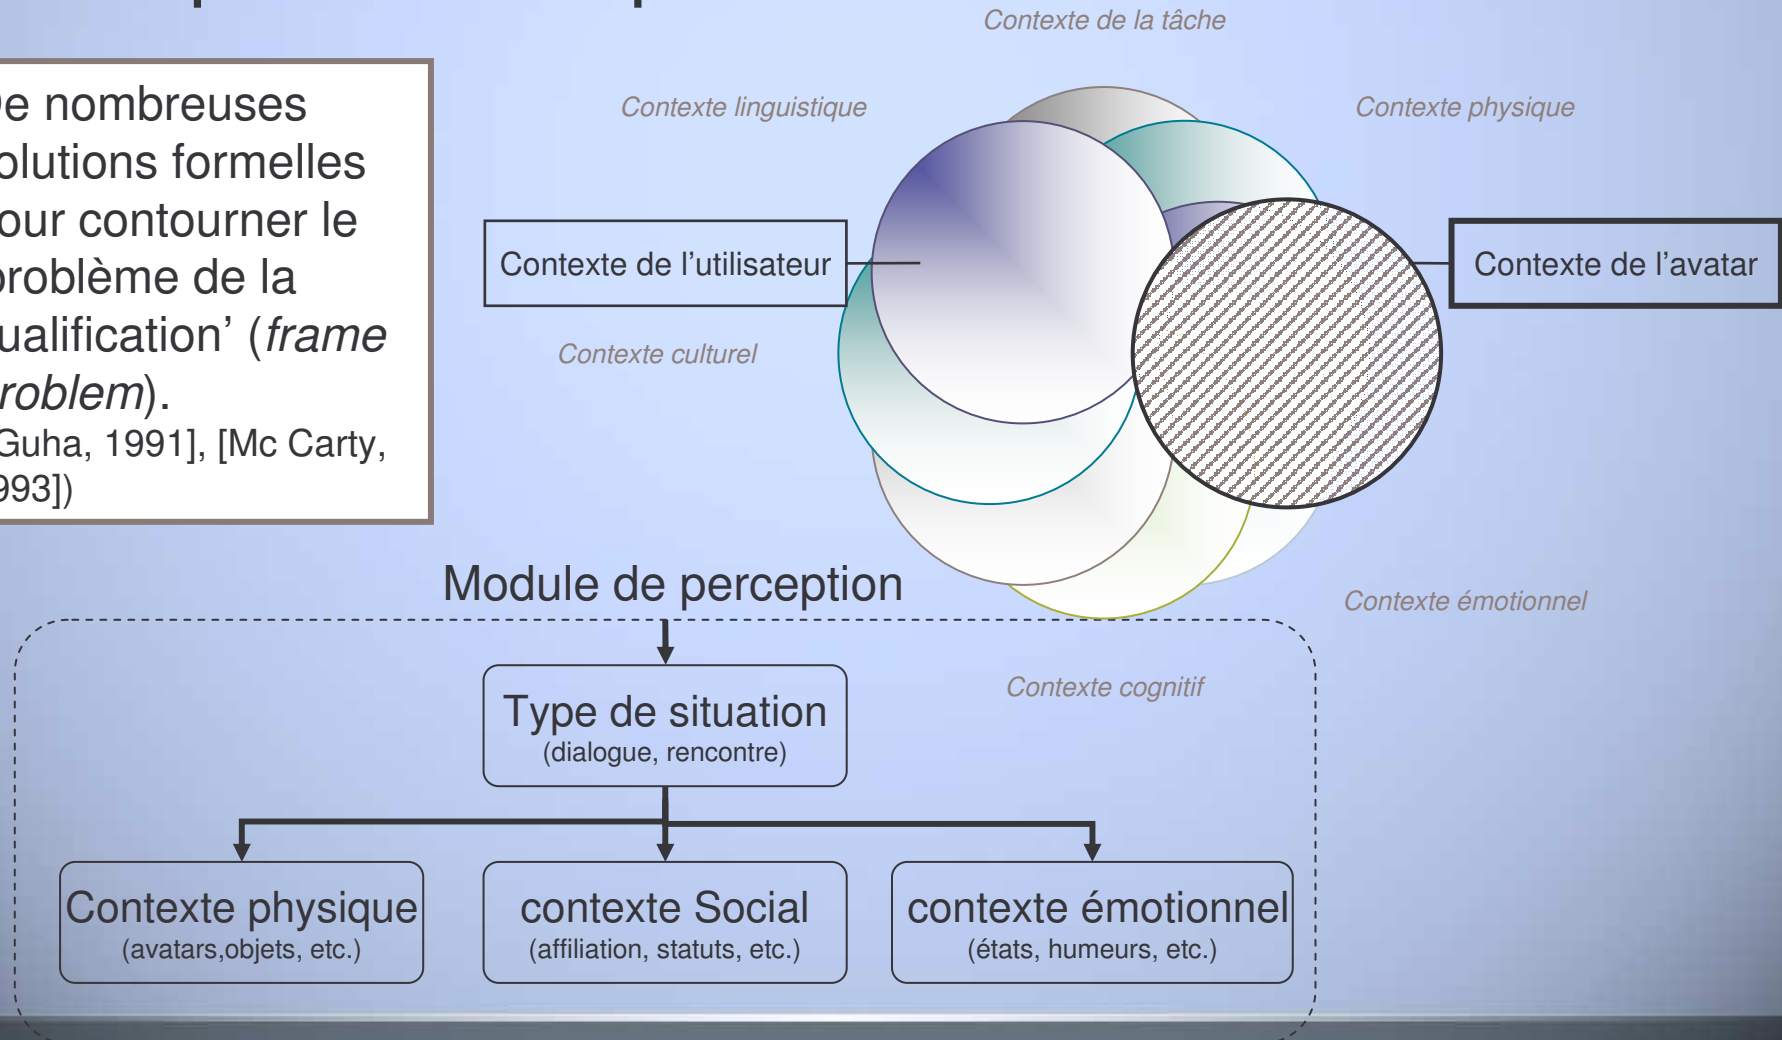 Contexte de la tâche
Contexte linguistique
Contexte physique
De nombreuses
olutions formelles
our contourner le
problème de la
ualification’ (frame
roblem).
Guha, 1991], [Mc Carty,
993])
Contexte de l’utilisateur
Contexte de l’avatar
Contexte culturel
Contexte émotionnel
Contexte cognitif
Module de perception
Type de situation
(dialogue, rencontre)
Contexte physique
(avatars,objets, etc.)
contexte Social
(affiliation, statuts, etc.)
contexte émotionnel
(états, humeurs, etc.)